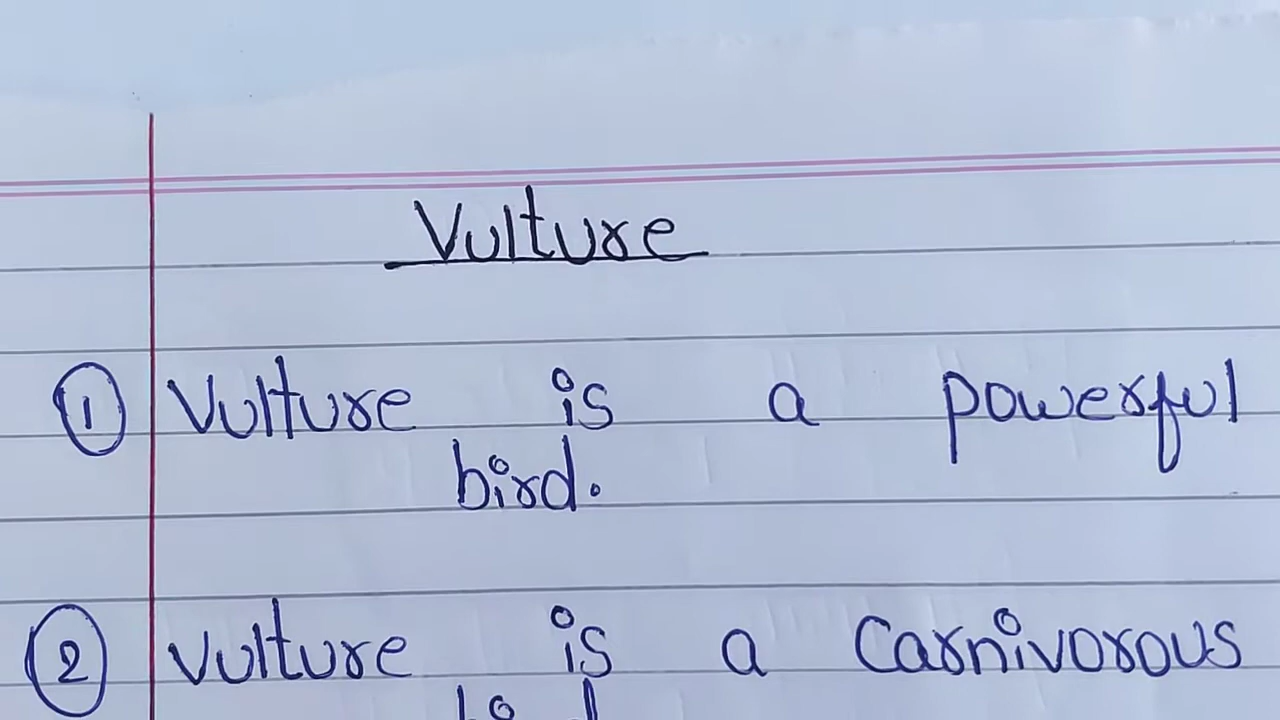 Vulture
① Vulture is a powerful
bird.
② Vulture is a Carnivorous